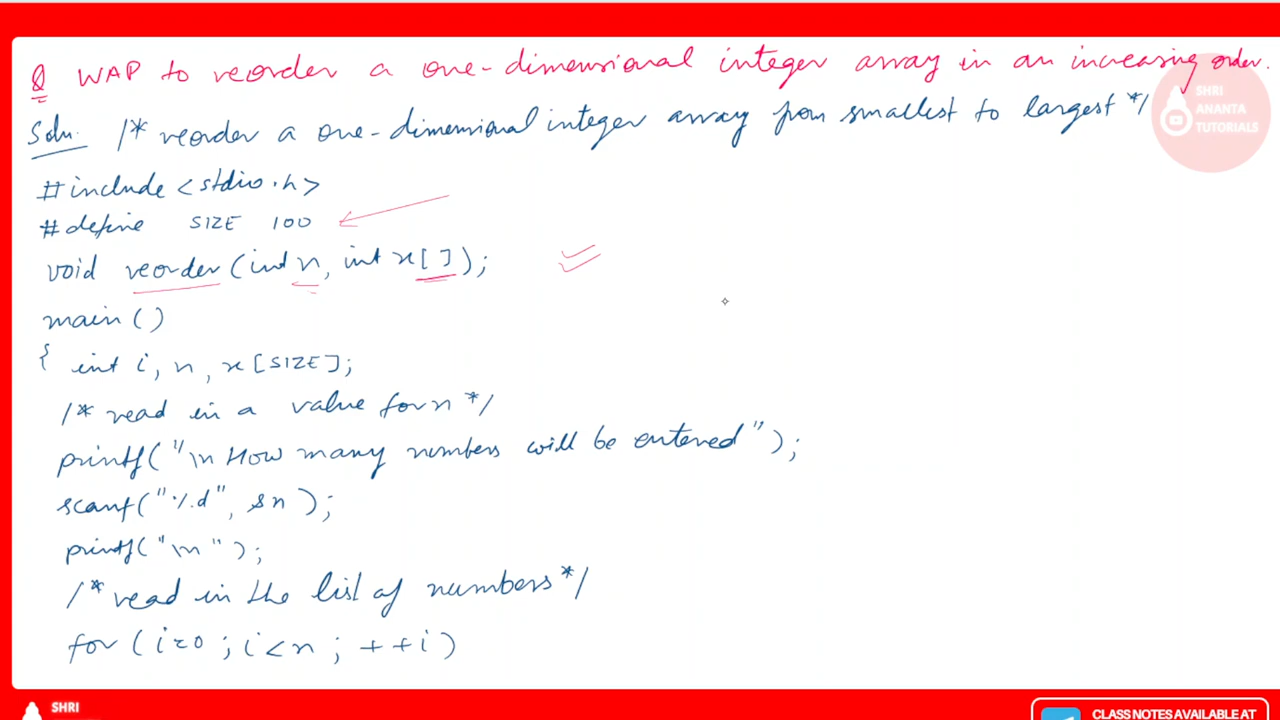 Q WAP to reorder a one-dimensional integer array in an increasing order.
Soln. /* reorder a one-dimensional integer array from smallest to largest */
SHRI
ANANTA
TUTORIALS
#include <stdio.h>
#define SIZE 100
void reorder (int n, int x[]);
main ()
{ int i, n, x[SIZE];
/* read in a value for n */
printf("\n How many numbers will be entered");
scanf("%d", &n );
printf("\n");
/* read in the list of numbers */
for (i=0 ; i<n ; ++i)
SHRI
CLASS NOTES AVAILABLE AT